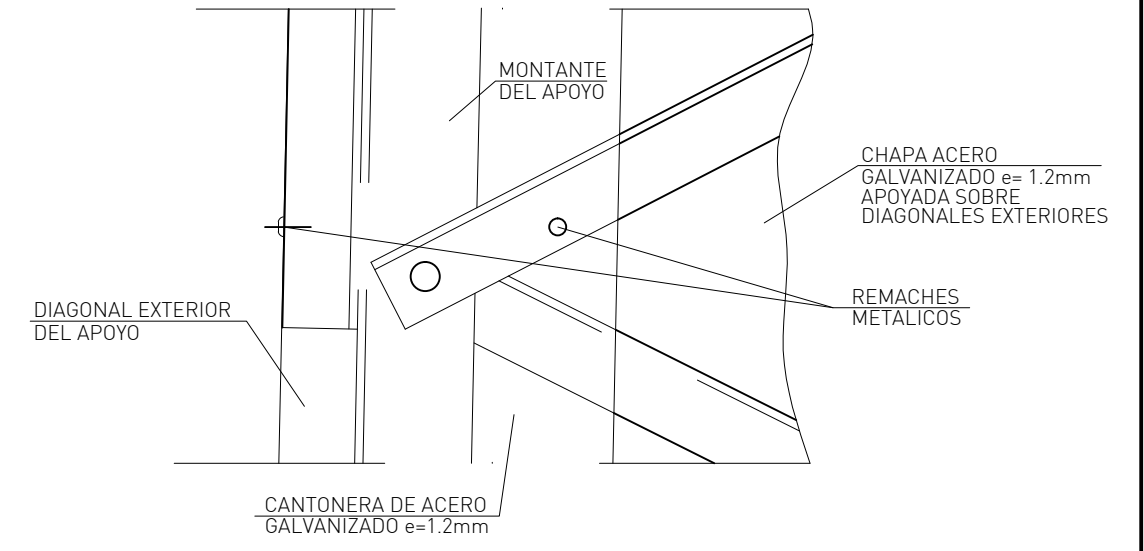 MONTANTE
DEL APOYO
CHAPA ACERO
GALVANIZADO e= 1.2mm
APOYADA SOBRE
DIAGONALES EXTERIORES
REMACHES
METALICOS
DIAGONAL EXTERIOR
DEL APOYO
CANTONERA DE ACERO
GALVANIZADO e=1.2mm